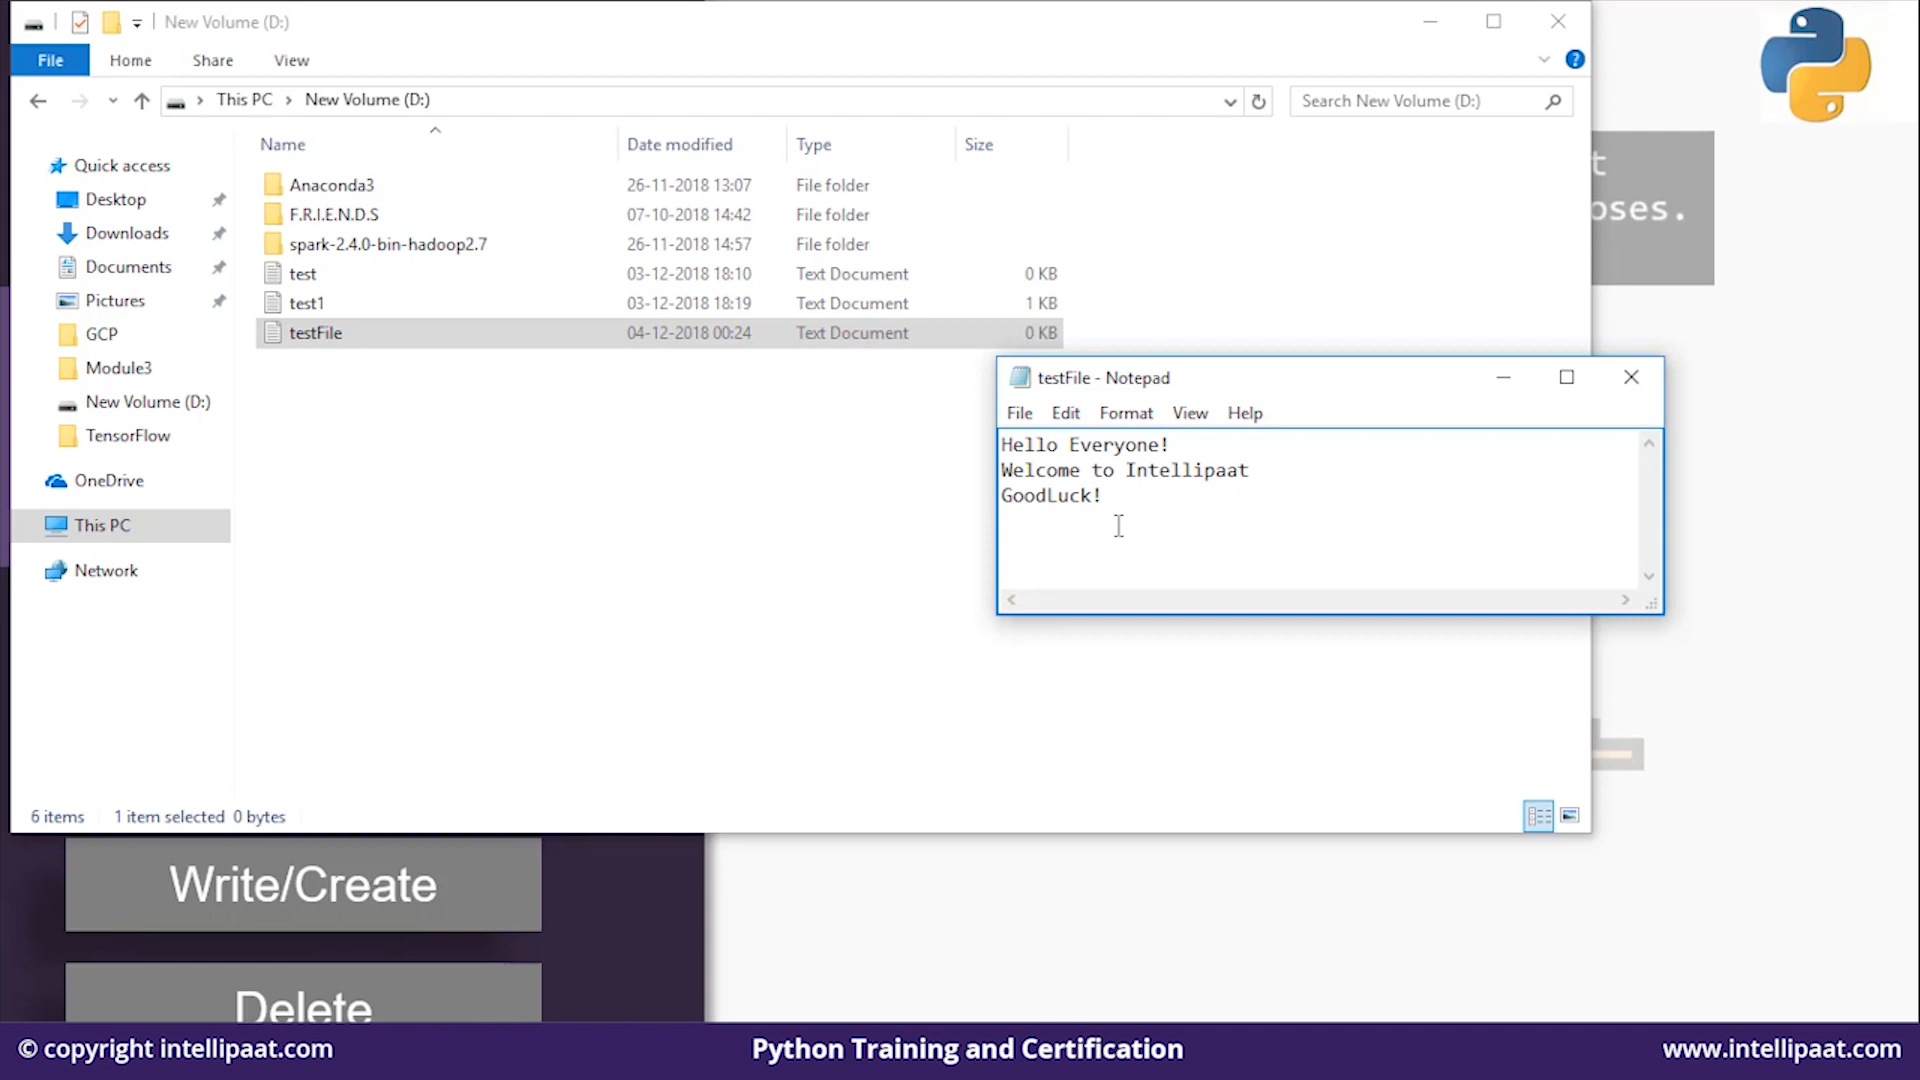 New Volume (D:)
File Home Share View
This PC > New Volume (D:)
Search New Volume (D:)
Name Date modified Type Size
Quick access
Desktop
Downloads
Documents
Pictures
GCP
Module3
New Volume (D:)
TensorFlow
OneDrive
This PC
Network
Anaconda3 26-11-2018 13:07 File folder
F.R.I.E.N.D.S 07-10-2018 14:42 File folder
spark-2.4.0-bin-hadoop2.7 26-11-2018 14:57 File folder
test 03-12-2018 18:10 Text Document 0 KB
test1 03-12-2018 18:19 Text Document 1 KB
testFile 04-12-2018 00:24 Text Document 0 KB
testFile - Notepad
File Edit Format View Help
Hello Everyone!
Welcome to Intellipaat
GoodLuck!
6 items 1 item selected 0 bytes
Write/Create
Delete
© copyright intellipaat.com
Python Training and Certification
www.intellipaat.com